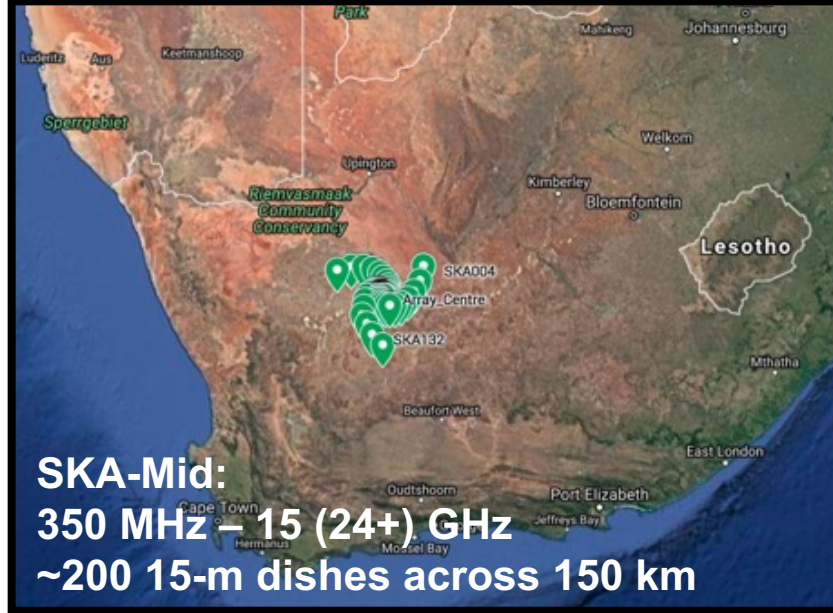 Park
Mahikeng
Johannesburg
Luderitz
Aus
Keetmanshoop
Sperrgebiet
Welkom
Upington
Kimberley
Riemvasmaak
Community
Conservancy
Bloemfontein
Lesotho
SKA004
Array_Centre
SKA132
Mthatha
Beaufort West
East London
SKA-Mid:
Oudtshoorn
Port Elizabeth
Cape Town
350 MHz – 15 (24+) GHz
Jeffreys Bay
Hermanus
Mossel Bay
~200 15-m dishes across 150 km